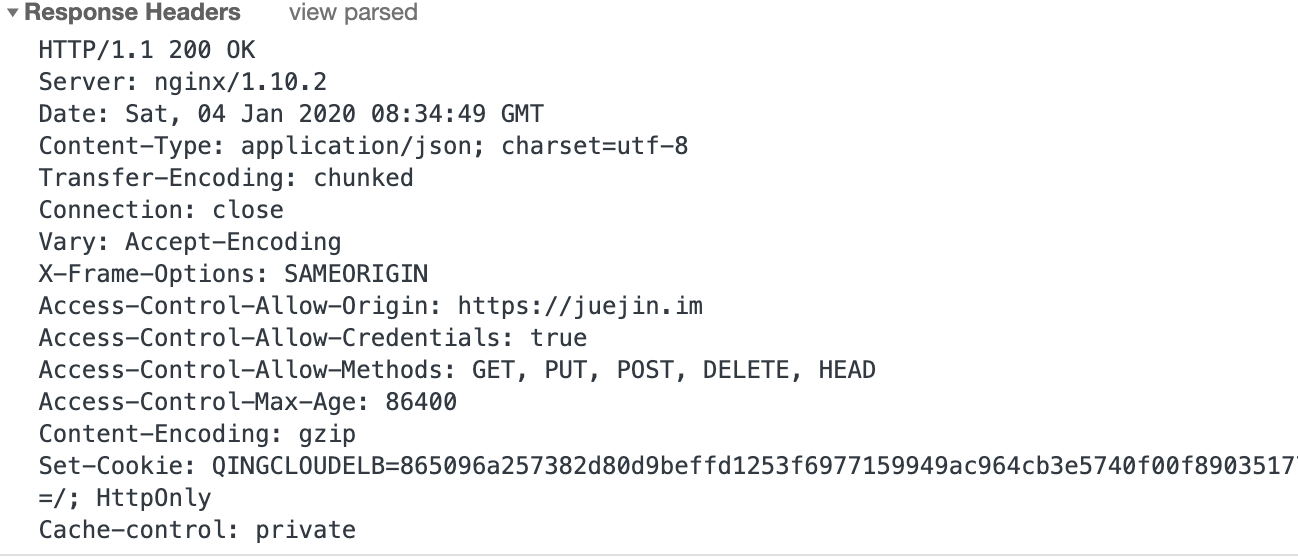 ▼Response Headers view parsed
HTTP/1.1 200 OK
Server: nginx/1.10.2
Date: Sat, 04 Jan 2020 08:34:49 GMT
Content-Type: application/json; charset=utf-8
Transfer-Encoding: chunked
Connection: close
Vary: Accept-Encoding
X-Frame-Options: SAMEORIGIN
Access-Control-Allow-Origin: https://juejin.im
Access-Control-Allow-Credentials: true
Access-Control-Allow-Methods: GET, PUT, POST, DELETE, HEAD
Access-Control-Max-Age: 86400
Content-Encoding: gzip
Set-Cookie: QINGCLOUDELB=865096a257382d80d9beffd1253f6977159949ac964cb3e5740f00f8903517
=/; HttpOnly
Cache-control: private